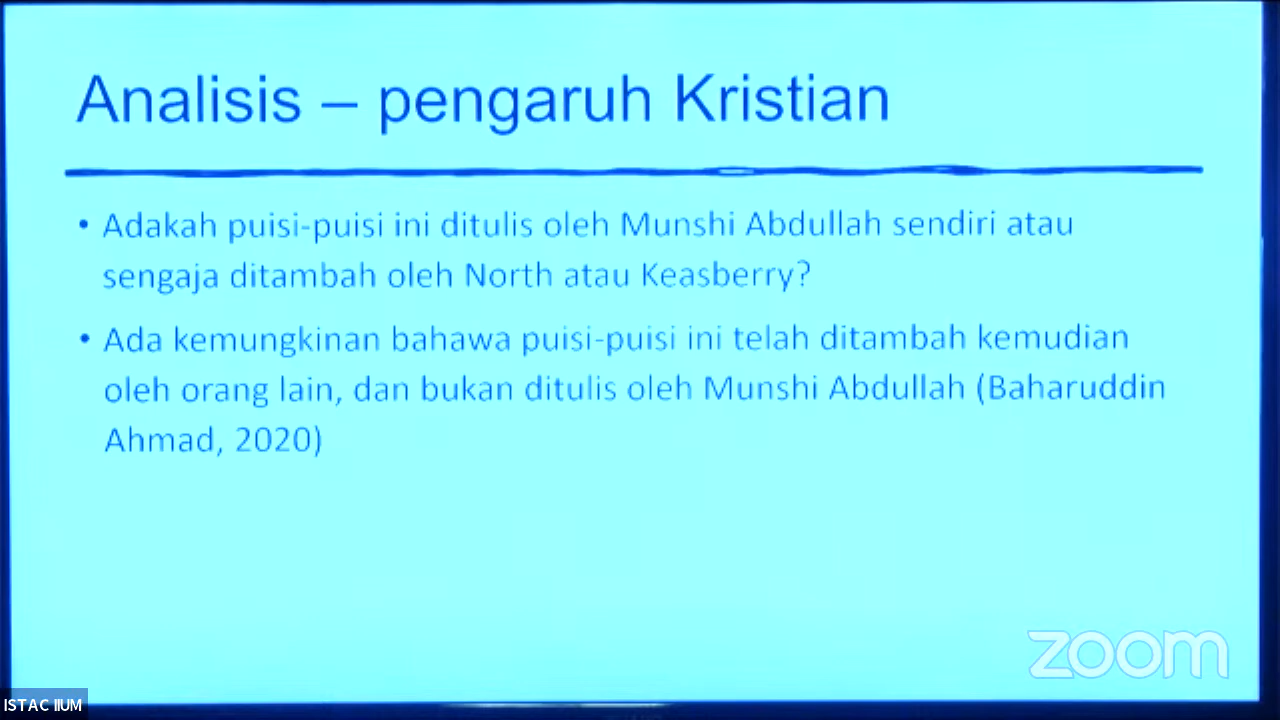 Analisis – pengaruh Kristian
• Adakah puisi-puisi ini ditulis oleh Munshi Abdullah sendiri atau
sengaja ditambah oleh North atau Keasberry?
• Ada kemungkinan bahawa puisi-puisi ini telah ditambah kemudian
oleh orang lain, dan bukan ditulis oleh Munshi Abdullah (Baharuddin
Ahmad, 2020)
zoom
ISTAC IIUM